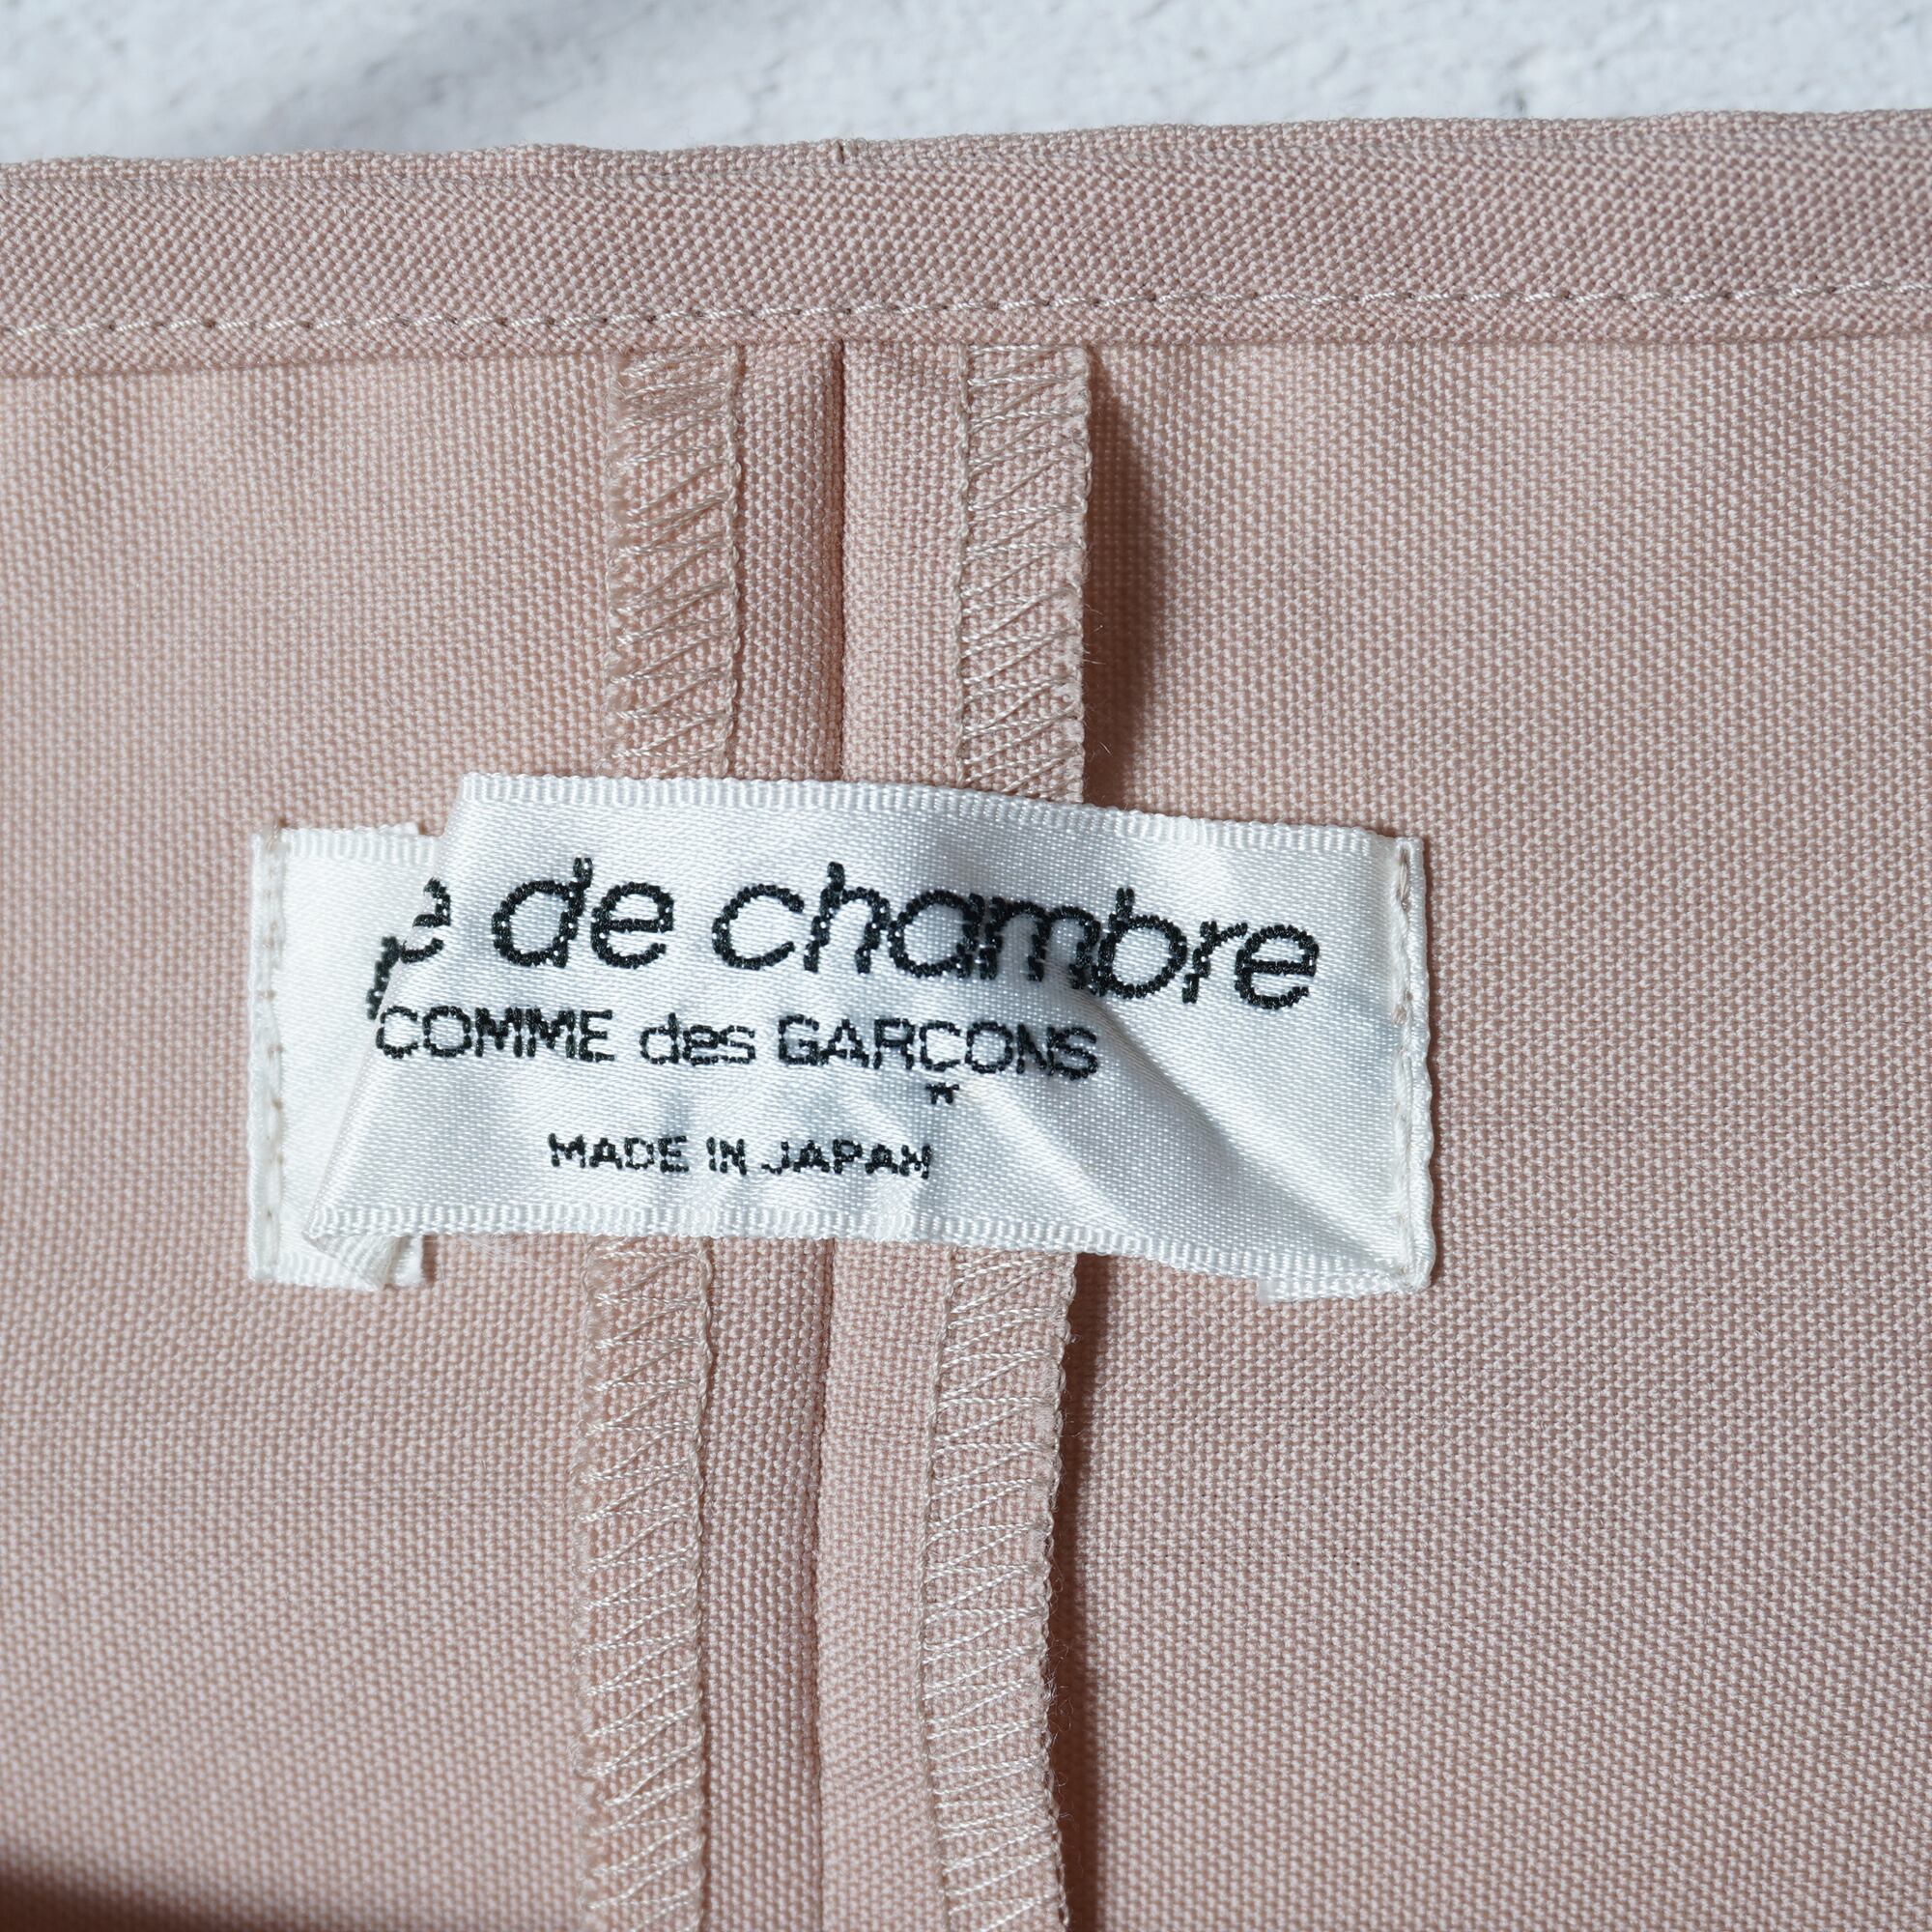 de chambre
COMME des GARÇONS
*
MADE IN JAPAN